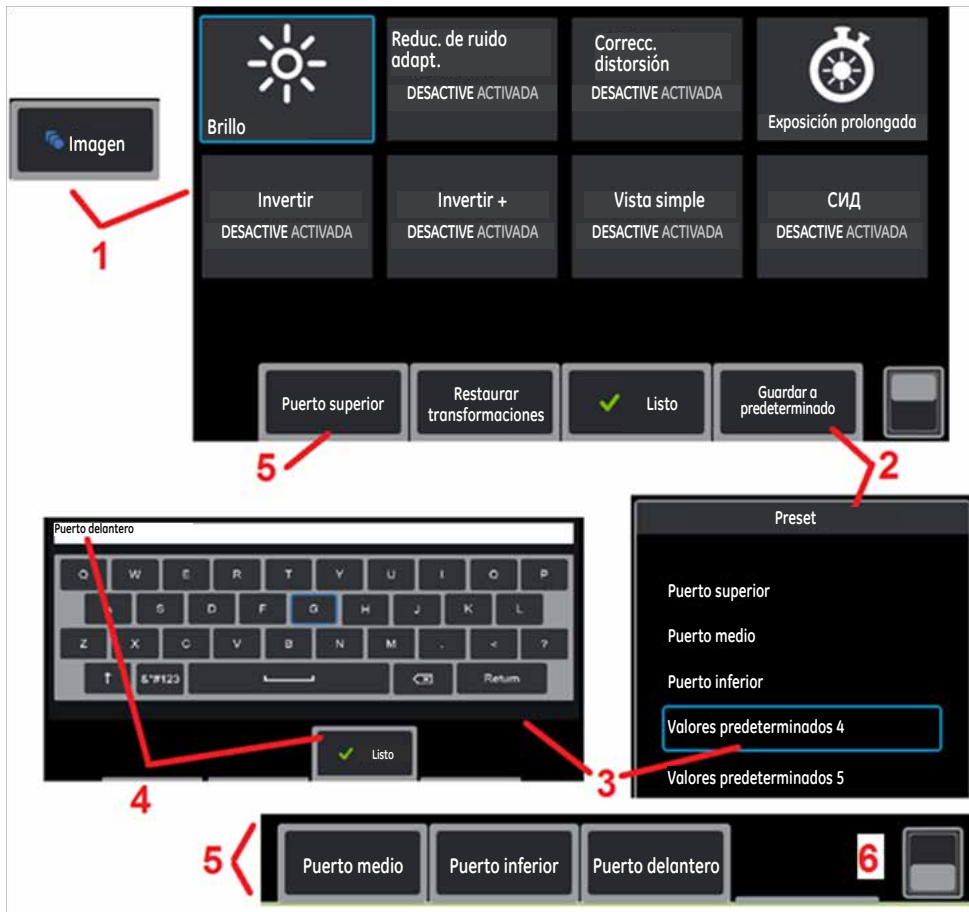 Imagen
1
Brillo
Reduc. de ruido
adapt.
DESACTIVE ACTIVADA
Correcc.
distorsión
DESACTIVE ACTIVADA
Exposición prolongada
Invertir
DESACTIVE ACTIVADA
Invertir +
DESACTIVE ACTIVADA
Vista simple
DESACTIVE ACTIVADA
СИД
DESACTIVE ACTIVADA
Puerto superior
Restaurar
transformaciones
Listo
Guardar a
predeterminado
5
2
Puerto delantero
Q W E R T Y U I O P
A S D F G H J K L
Z X C V B N M . < ?
↑ &*#123 Return
Listo
4
Preset
Puerto superior
Puerto medio
Puerto inferior
Valores predeterminados 4
Valores predeterminados 5
3
5
Puerto medio
Puerto inferior
Puerto delantero
6